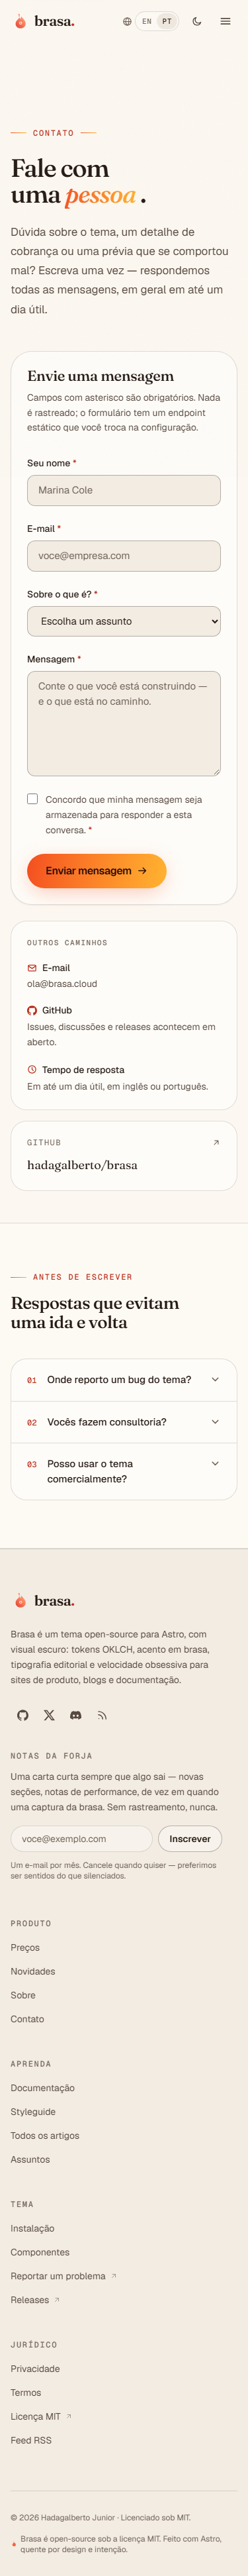 brasa.
EN PT
CONTATO
Fale com
uma pessoa .
Dúvida sobre o tema, um detalhe de
cobrança ou uma prévia que se comportou
mal? Escreva uma vez — respondemos
todas as mensagens, em geral em até um
dia útil.
Envie uma mensagem
Campos com asterisco são obrigatórios. Nada
é rastreado; o formulário tem um endpoint
estático que você troca na configuração.
Seu nome *
Marina Cole
E-mail *
voce@empresa.com
Sobre o que é? *
Escolha um assunto
Mensagem *
Conte o que você está construindo —
e o que está no caminho.
Concordo que minha mensagem seja
armazenada para responder a esta
conversa. *
Enviar mensagem →
OUTROS CAMINHOS
E-mail
ola@brasa.cloud
GitHub
Issues, discussões e releases acontecem em
aberto.
Tempo de resposta
Em até um dia útil, em inglês ou português.
GITHUB ↗
hadagalberto/brasa
ANTES DE ESCREVER
Respostas que evitam
uma ida e volta
01 Onde reporto um bug do tema?
02 Vocês fazem consultoria?
03 Posso usar o tema
comercialmente?
brasa.
Brasa é um tema open-source para Astro, com
visual escuro: tokens OKLCH, acento em brasa,
tipografia editorial e velocidade obsessiva para
sites de produto, blogs e documentação.
NOTAS DA FORJA
Uma carta curta sempre que algo sai — novas
seções, notas de performance, de vez em quando
uma captura da brasa. Sem rastreamento, nunca.
voce@exemplo.com
Inscrever
Um e-mail por mês. Cancele quando quiser — preferimos
ser sentidos do que silenciados.
PRODUTO
Preços
Novidades
Sobre
Contato
APRENDA
Documentação
Styleguide
Todos os artigos
Assuntos
TEMA
Instalação
Componentes
Reportar um problema ↗
Releases ↗
JURÍDICO
Privacidade
Termos
Licença MIT ↗
Feed RSS
© 2026 Hadagalberto Junior · Licenciado sob MIT.
Brasa é open-source sob a licença MIT. Feito com Astro,
quente por design e intenção.